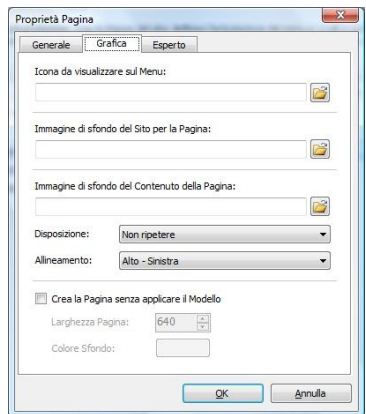 Proprietà Pagina
Generale Grafica Esperto
Icona da visualizzare sul Menu:
Immagine di sfondo del Sito per la Pagina:
Immagine di sfondo del Contenuto della Pagina:
Disposizione: Non ripetere
Allineamento: Alto - Sinistra
Crea la Pagina senza applicare il Modello
Larghezza Pagina: 640
Colore Sfondo:
OK Annulla